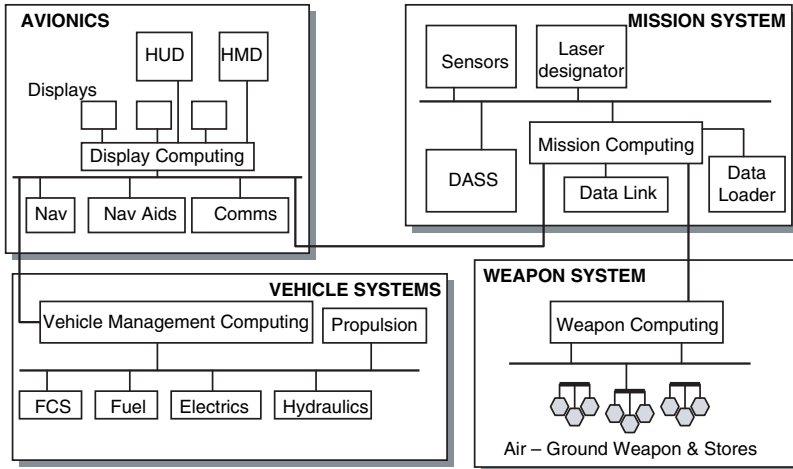 AVIONICS
HUD
HMD
Displays
Display Computing
Nav
Nav Aids
Comms
MISSION SYSTEM
Sensors
Laser
designator
Mission Computing
DASS
Data Link
Data
Loader
VEHICLE SYSTEMS
Vehicle Management Computing
Propulsion
FCS
Fuel
Electrics
Hydraulics
WEAPON SYSTEM
Weapon Computing
Air – Ground Weapon & Stores